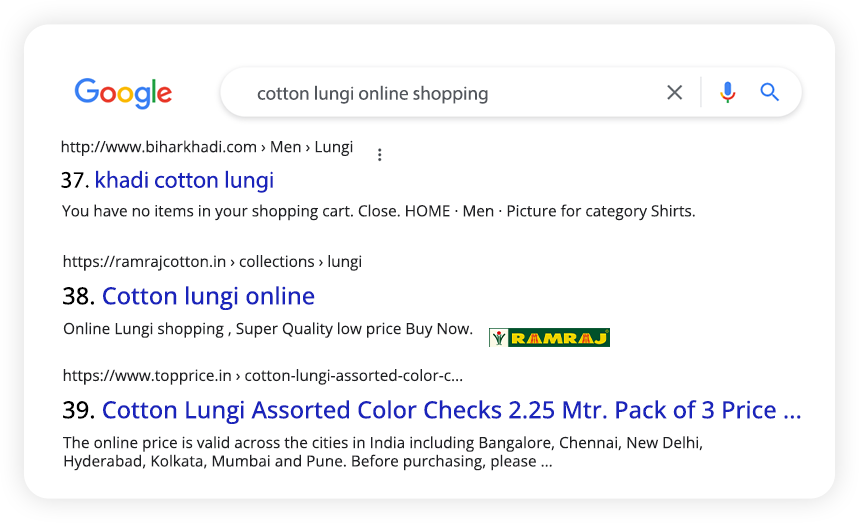 Google
cotton lungi online shopping
http://www.biharkhadi.com › Men › Lungi
37. khadi cotton lungi
You have no items in your shopping cart. Close. HOME · Men · Picture for category Shirts.
https://ramrajcotton.in › collections › lungi
38. Cotton lungi online
Online Lungi shopping , Super Quality low price Buy Now.
RAMRAJ
https://www.topprice.in › cotton-lungi-assorted-color-c...
39. Cotton Lungi Assorted Color Checks 2.25 Mtr. Pack of 3 Price ...
The online price is valid across the cities in India including Bangalore, Chennai, New Delhi,
Hyderabad, Kolkata, Mumbai and Pune. Before purchasing, please ...